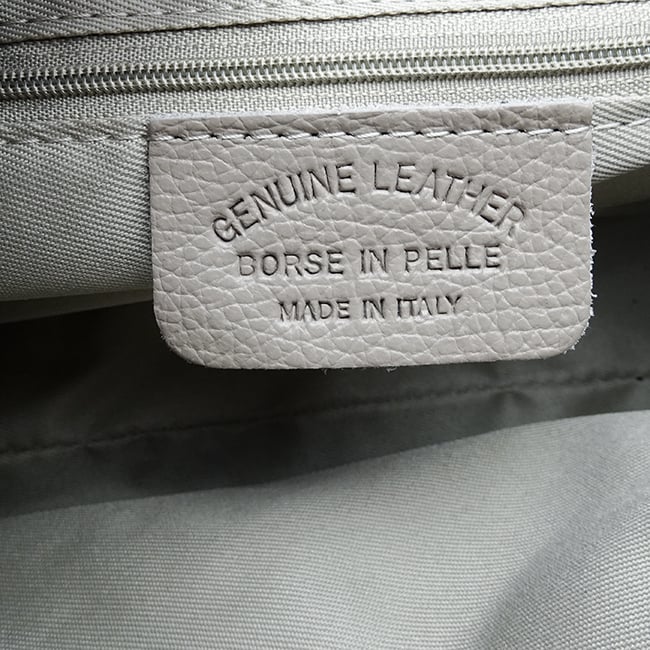 GENUINE LEATHER
BORSE IN PELLE
MADE IN ITALY